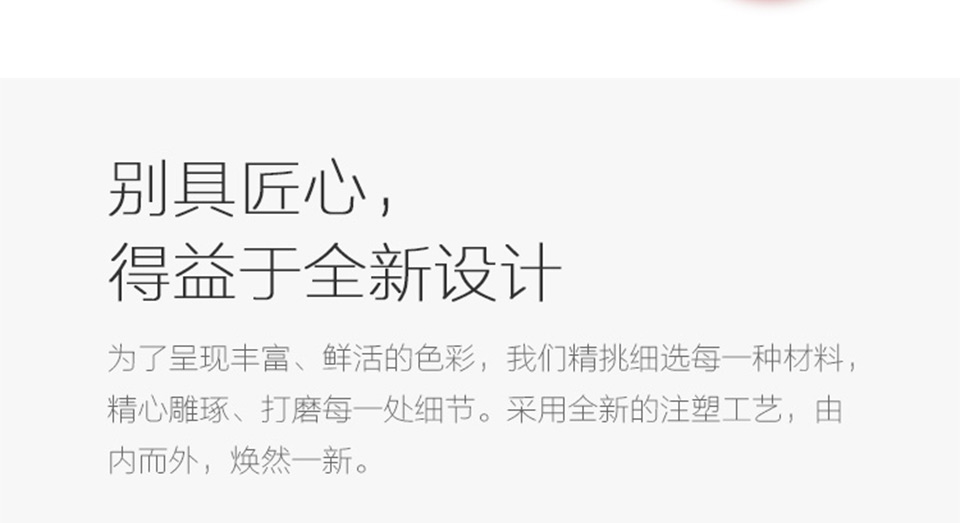 别具匠心，
得益于全新设计
为了呈现丰富、鲜活的色彩，我们精挑细选每一种材料，
精心雕琢、打磨每一处细节。采用全新的注塑工艺，由
内而外，焕然一新。